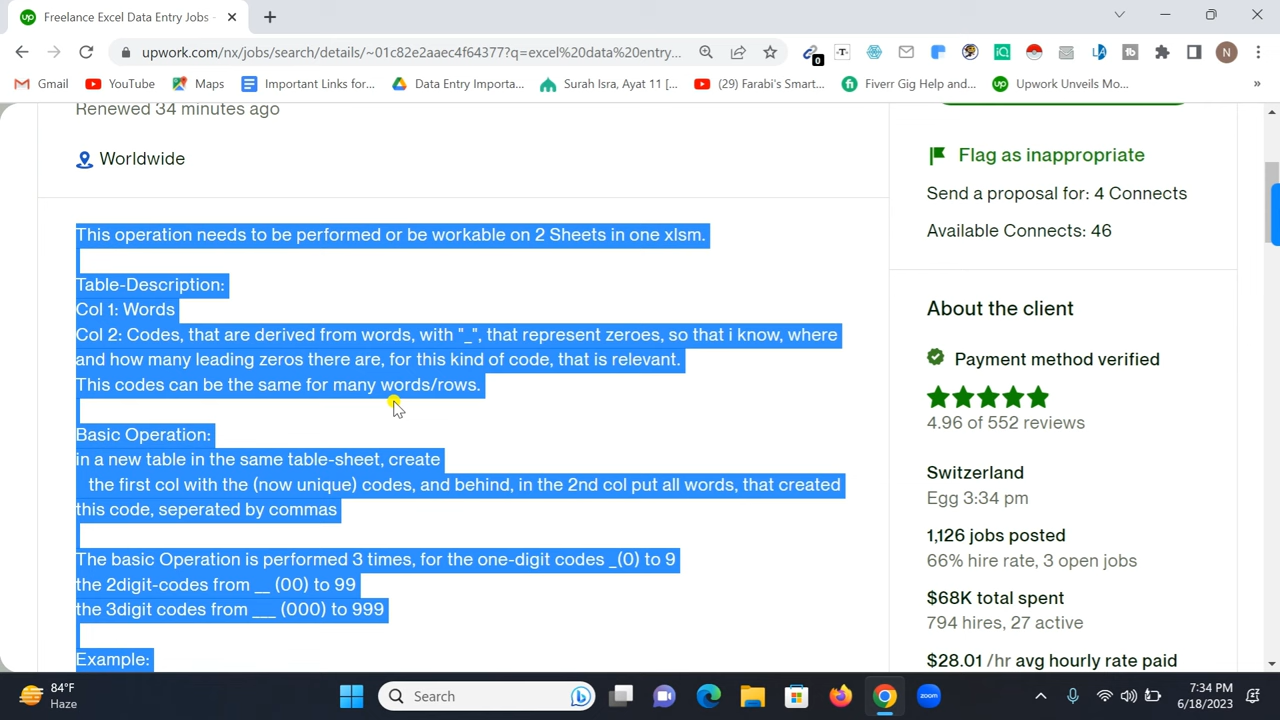 Freelance Excel Data Entry Jobs -
upwork.com/nx/jobs/search/details/~01c82e2aaec4f64377?q=excel%20data%20entry...
Gmail
YouTube
Maps
Important Links for...
Data Entry Importa...
Surah Isra, Ayat 11 [...
(29) Farabi's Smart...
Fiverr Gig Help and...
Upwork Unveils Mo...
Renewed 34 minutes ago
Worldwide
This operation needs to be performed or be workable on 2 Sheets in one xlsm.
Table-Description:
Col 1: Words
Col 2: Codes, that are derived from words, with "_", that represent zeroes, so that i know, where
and how many leading zeros there are, for this kind of code, that is relevant.
This codes can be the same for many words/rows.
Basic Operation:
in a new table in the same table-sheet, create
the first col with the (now unique) codes, and behind, in the 2nd col put all words, that created
this code, seperated by commas
The basic Operation is performed 3 times, for the one-digit codes _(0) to 9
the 2digit-codes from __ (00) to 99
the 3digit codes from ___ (000) to 999
Example:
Flag as inappropriate
Send a proposal for: 4 Connects
Available Connects: 46
About the client
Payment method verified
4.96 of 552 reviews
Switzerland
Egg 3:34 pm
1,126 jobs posted
66% hire rate, 3 open jobs
$68K total spent
794 hires, 27 active
$28.01 /hr avg hourly rate paid
84°F
Haze
Search
zoom
7:34 PM
6/18/2023